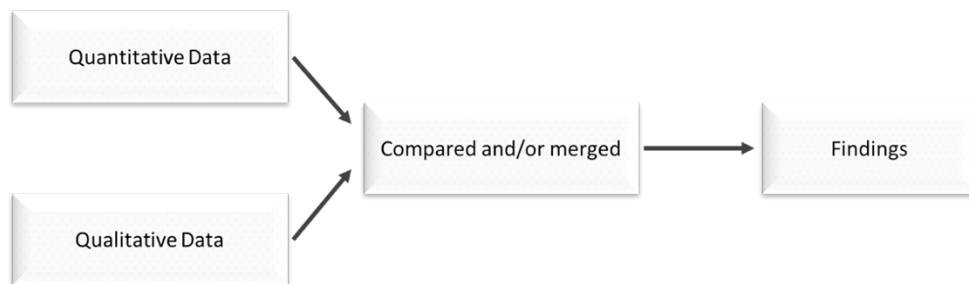 Quantitative Data
Compared and/or merged
Findings
Qualitative Data